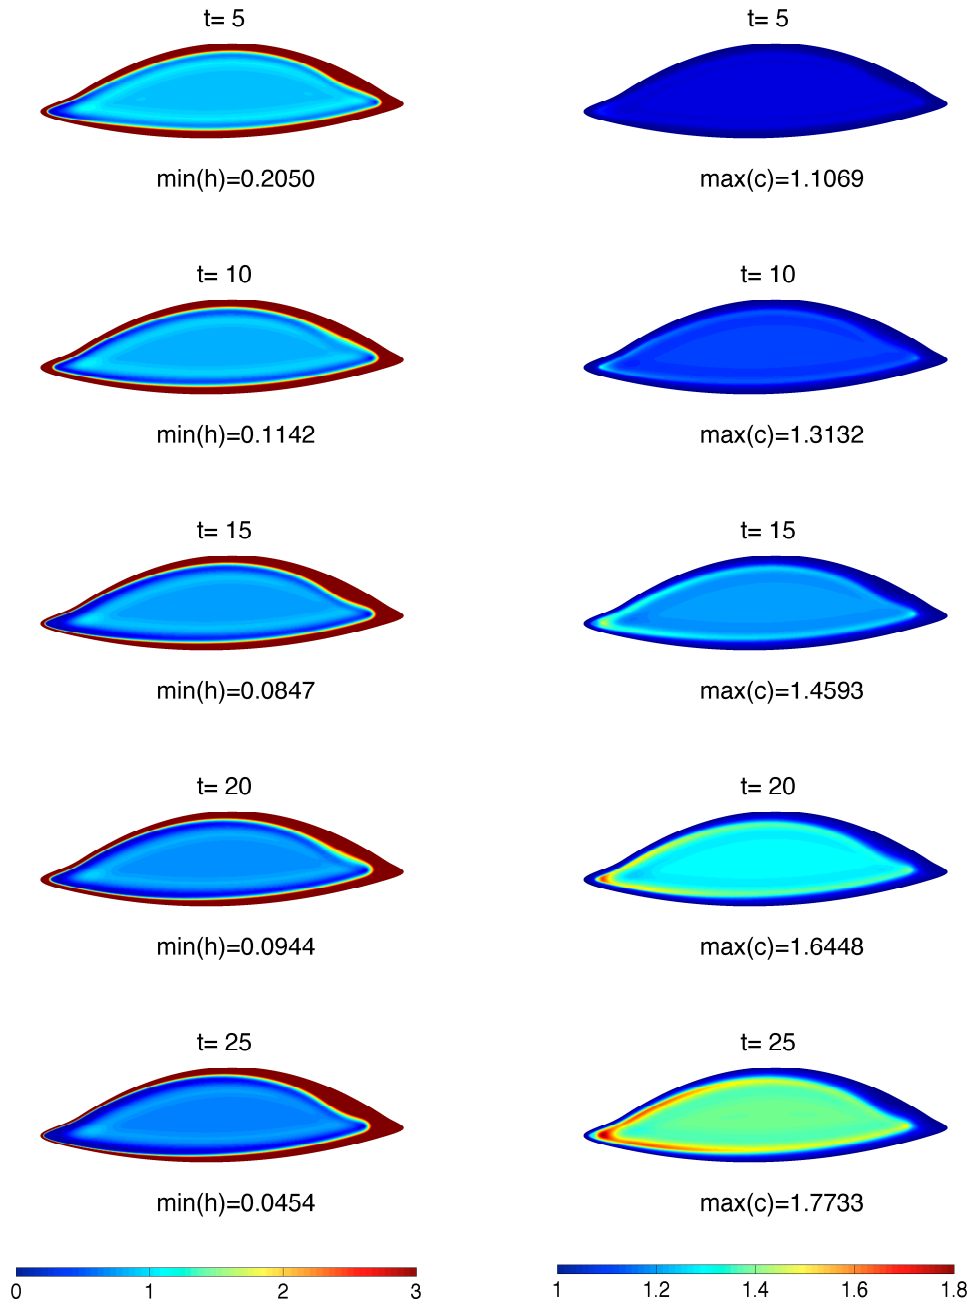 t= 5 t= 5
min(h)=0.2050 max(c)=1.1069
t= 10 t= 10
min(h)=0.1142 max(c)=1.3132
t= 15 t= 15
min(h)=0.0847 max(c)=1.4593
t= 20 t= 20
min(h)=0.0944 max(c)=1.6448
t= 25 t= 25
min(h)=0.0454 max(c)=1.7733
0 1 2 3 1 1.2 1.4 1.6 1.8